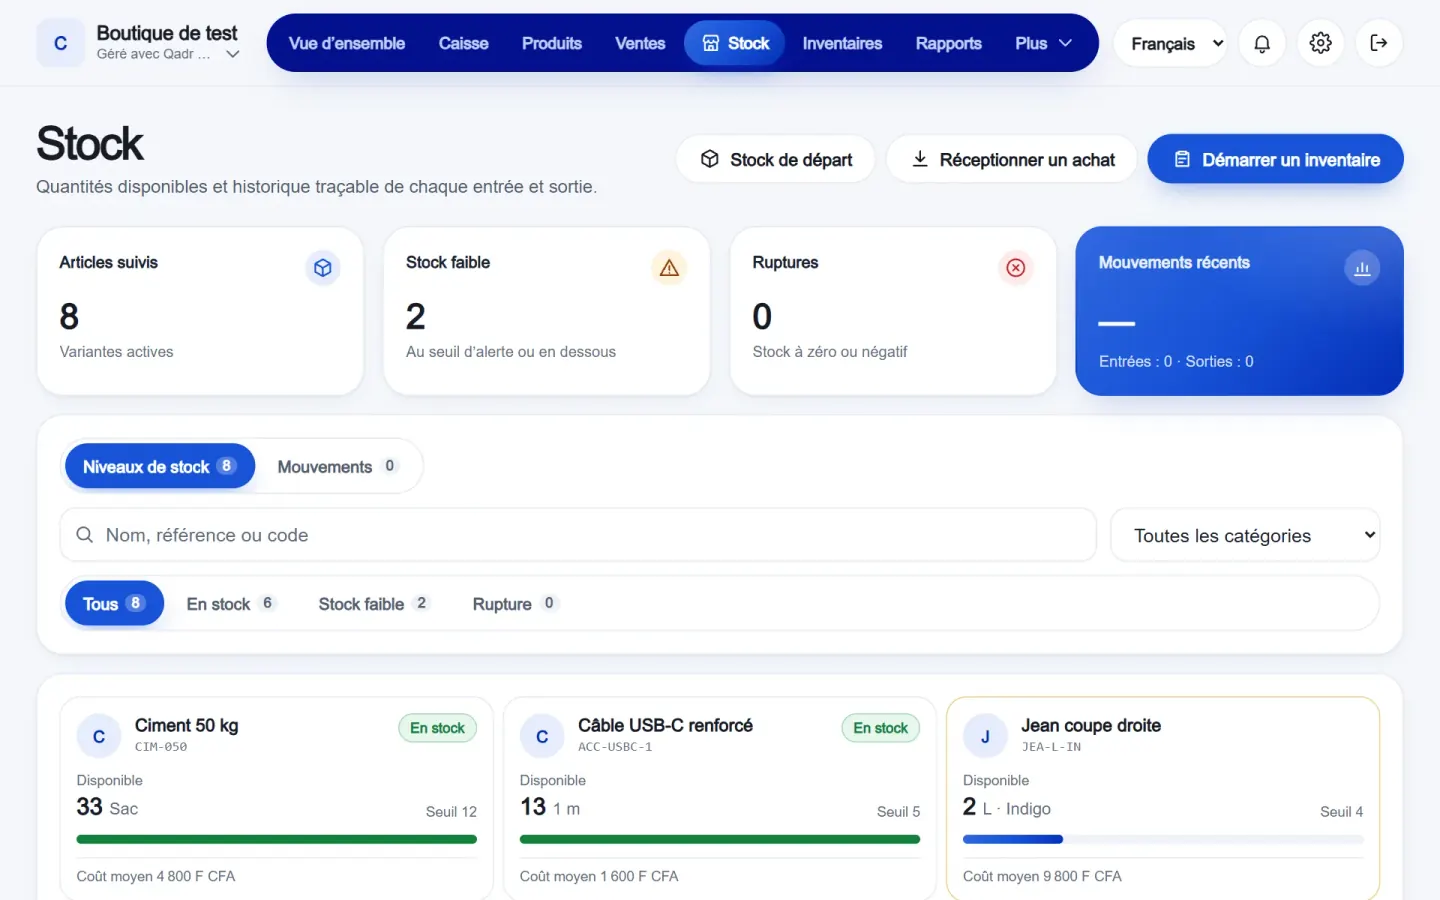 C
Boutique de test
Géré avec Qadr ...
Vue d'ensemble
Caisse
Produits
Ventes
Stock
Inventaires
Rapports
Plus
Français
Stock
Quantités disponibles et historique traçable de chaque entrée et sortie.
Stock de départ
Réceptionner un achat
Démarrer un inventaire
Articles suivis
8
Variantes actives
Stock faible
2
Au seuil d'alerte ou en dessous
Ruptures
0
Stock à zéro ou négatif
Mouvements récents
—
Entrées : 0 · Sorties : 0
Niveaux de stock 8
Mouvements 0
Nom, référence ou code
Toutes les catégories
Tous 8
En stock 6
Stock faible 2
Rupture 0
C
Ciment 50 kg
CIM-050
En stock
Disponible
33 Sac
Seuil 12
Coût moyen 4 800 F CFA
C
Câble USB-C renforcé
ACC-USBC-1
En stock
Disponible
13 1 m
Seuil 5
Coût moyen 1 600 F CFA
J
Jean coupe droite
JEA-L-IN
Disponible
2 L · Indigo
Seuil 4
Coût moyen 9 800 F CFA